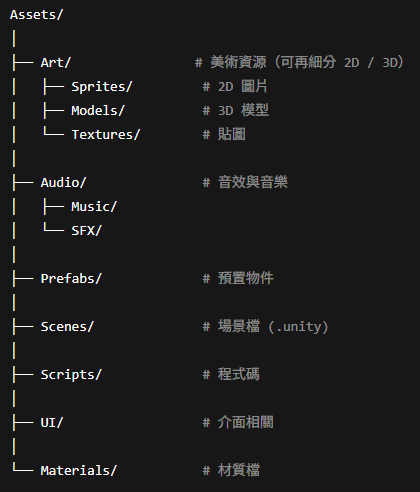 Assets/
│
├── Art/                # 美術資源（可再細分 2D / 3D）
│   ├── Sprites/         # 2D 圖片
│   ├── Models/          # 3D 模型
│   └── Textures/        # 貼圖
│
├── Audio/               # 音效與音樂
│   ├── Music/
│   └── SFX/
│
├── Prefabs/             # 預置物件
│
├── Scenes/              # 場景檔 (.unity)
│
├── Scripts/             # 程式碼
│
├── UI/                  # 介面相關
│
└── Materials/           # 材質檔